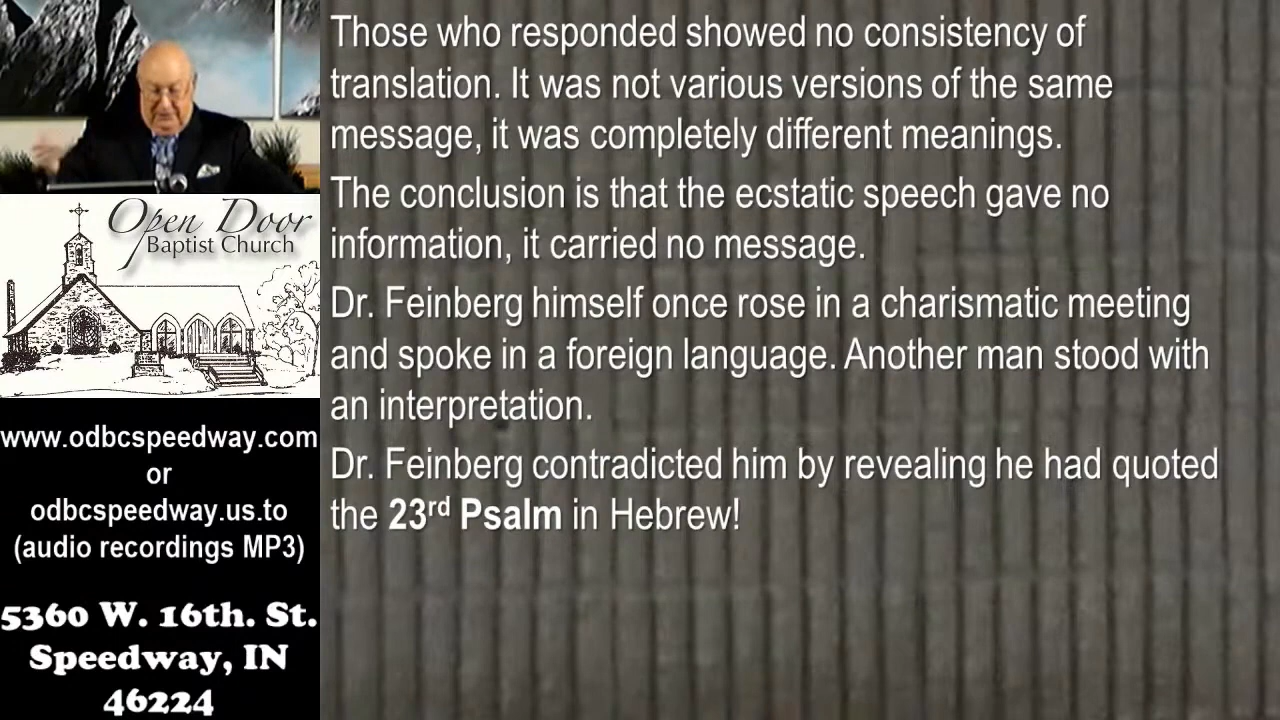 Those who responded showed no consistency of
translation. It was not various versions of the same
message, it was completely different meanings.
The conclusion is that the ecstatic speech gave no
information, it carried no message.
Dr. Feinberg himself once rose in a charismatic meeting
and spoke in a foreign language. Another man stood with
an interpretation.
Dr. Feinberg contradicted him by revealing he had quoted
the 23rd Psalm in Hebrew!
Open Door
Baptist Church
www.odbcspeedway.com
or
odbcspeedway.us.to
(audio recordings MP3)
5360 W. 16th. St.
Speedway, IN
46224